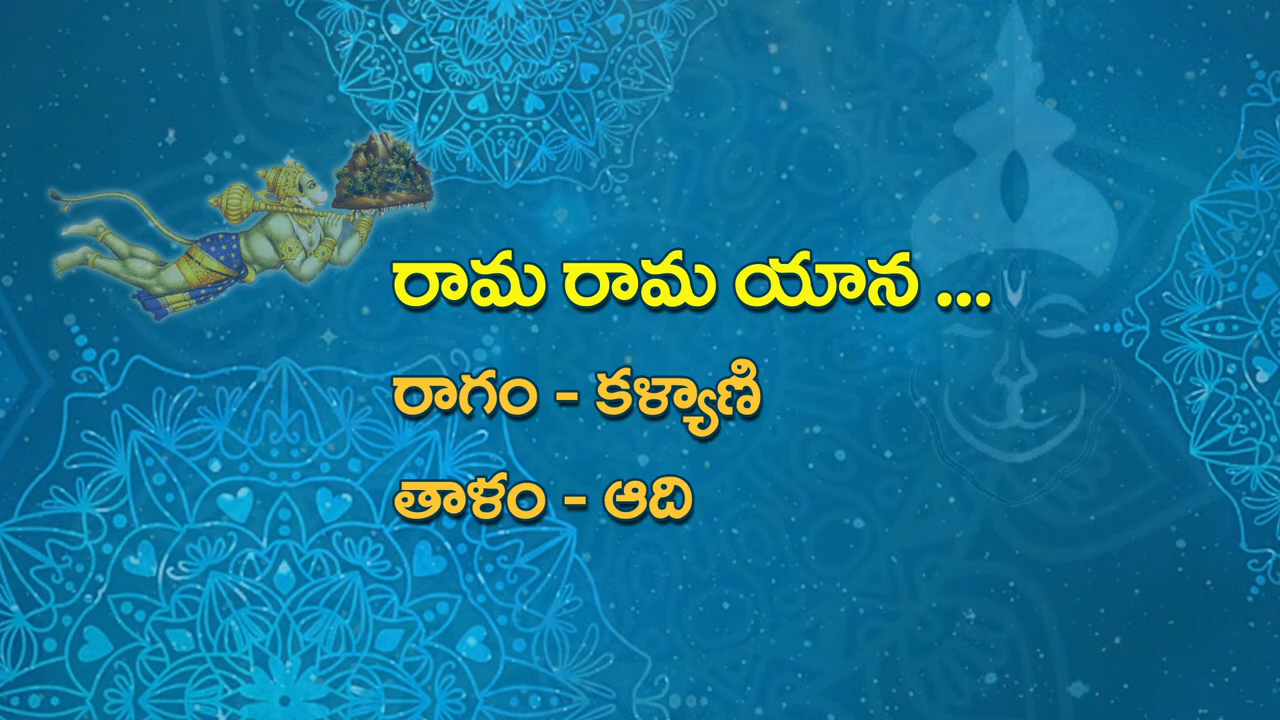 రామ రామ యాన ...
రాగం - కళ్యాణి
తాళం - ఆది